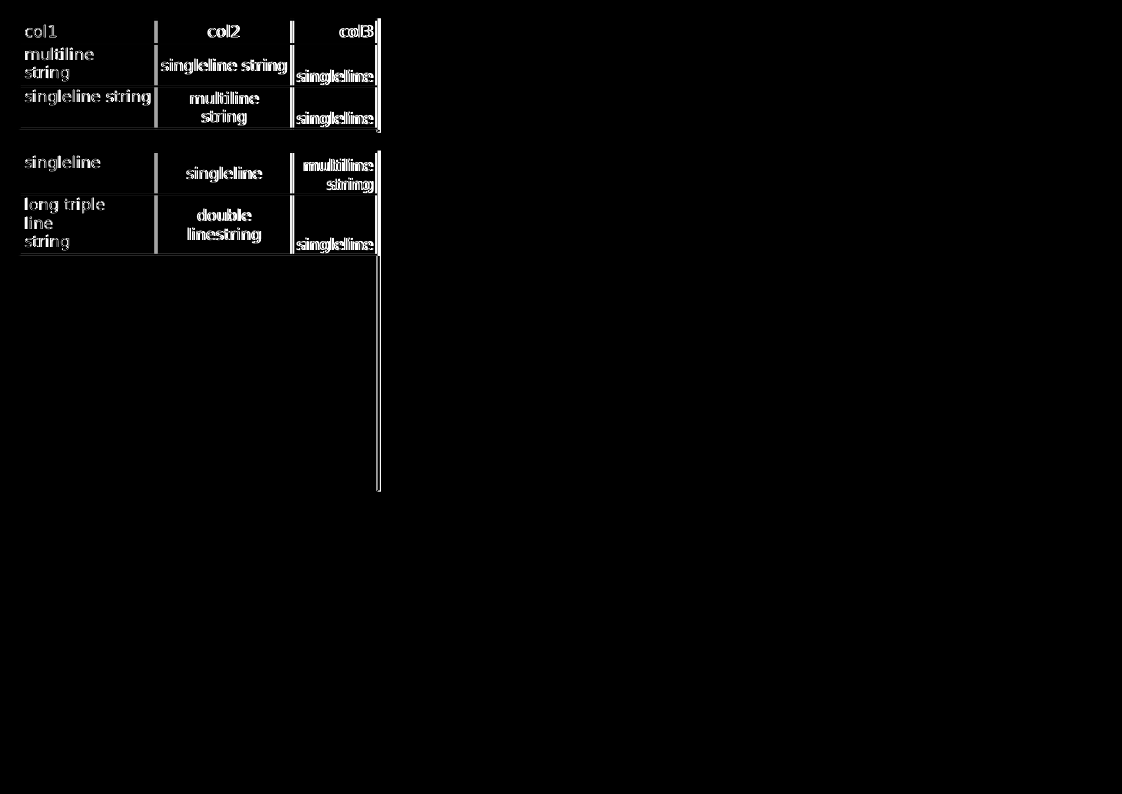 col1 col2 col3
multiline
string
singleline string
singleline
singleline string
multiline
string
singleline
singleline
singleline
multiline
string
long triple
line
string
double
linestring
singleline